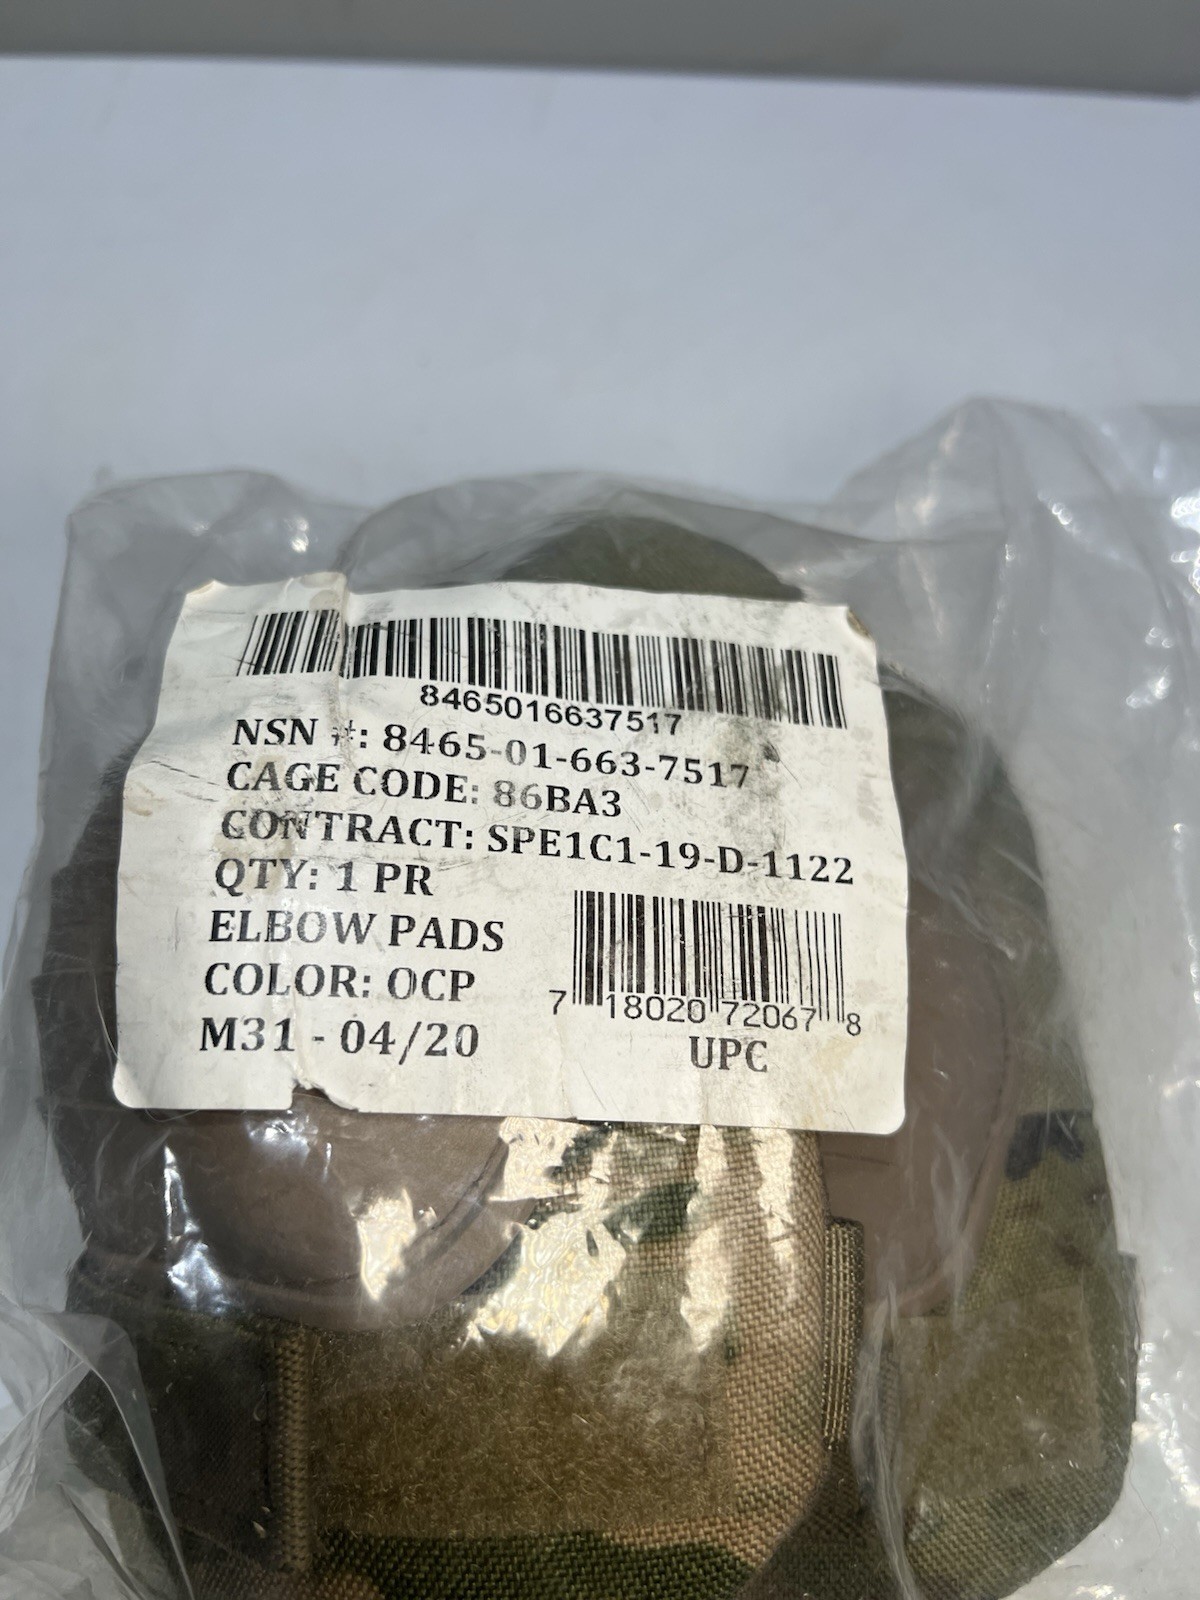 8465016637517
NSN #: 8465-01-663-7517
CAGE CODE: 86BA3
CONTRACT: SPE1C1-19-D-1122
QTY: 1 PR
ELBOW PADS
COLOR: OCP
M31 - 04/20
7 18020 72067 8
UPC